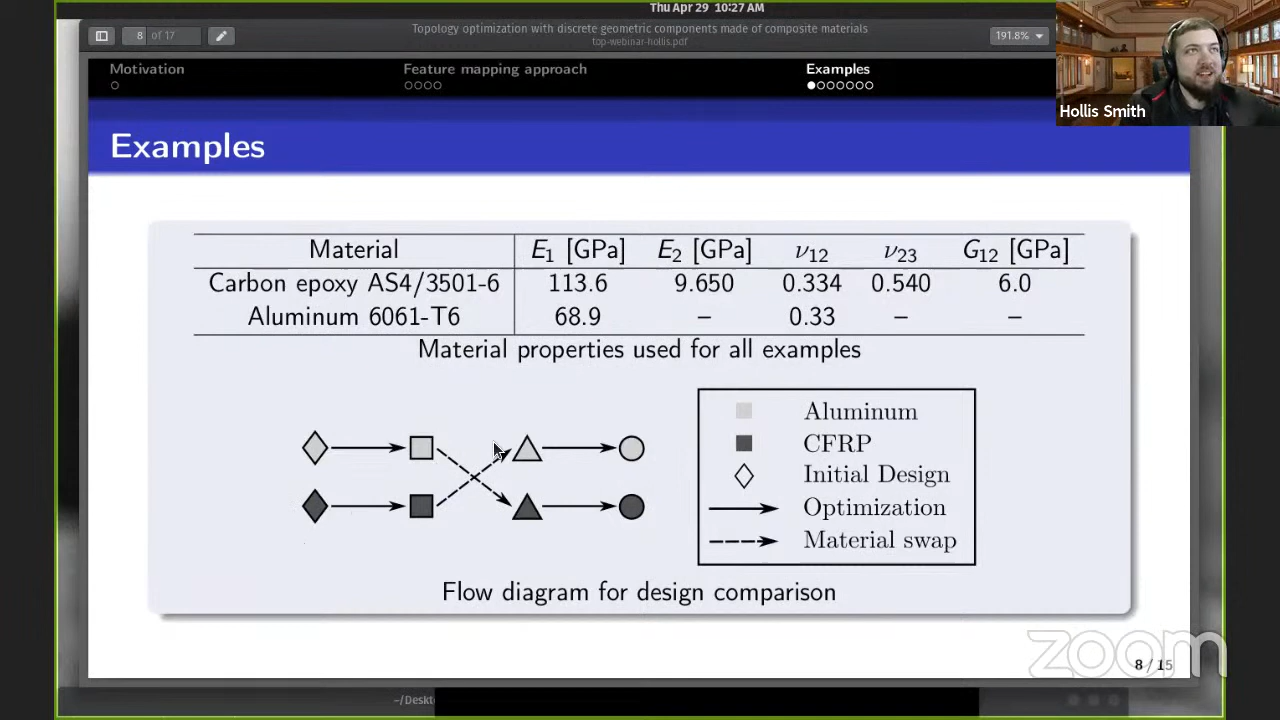 Thu Apr 29 10:27 AM
8 of 17
Topology optimization with discrete geometric components made of composite materials
top-webinar-hollis.pdf
191.8%
Motivation Feature mapping approach Examples
Hollis Smith
Examples
Material E1 [GPa] E2 [GPa] ν12 ν23 G12 [GPa]
Carbon epoxy AS4/3501-6 113.6 9.650 0.334 0.540 6.0
Aluminum 6061-T6 68.9 – 0.33 – –
Material properties used for all examples
Aluminum
CFRP
Initial Design
Optimization
Material swap
Flow diagram for design comparison
zoom
8 / 15
~/Deskt